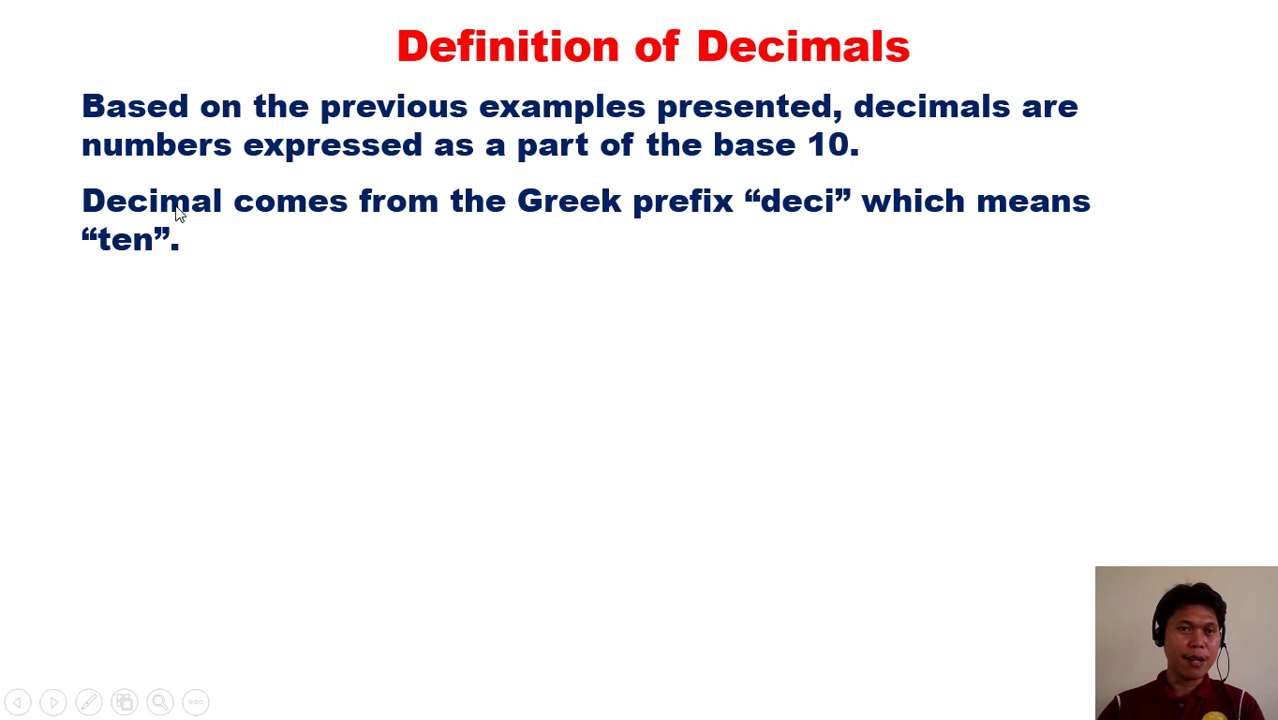 Definition of Decimals
Based on the previous examples presented, decimals are
numbers expressed as a part of the base 10.
Decimal comes from the Greek prefix “deci” which means
“ten”.